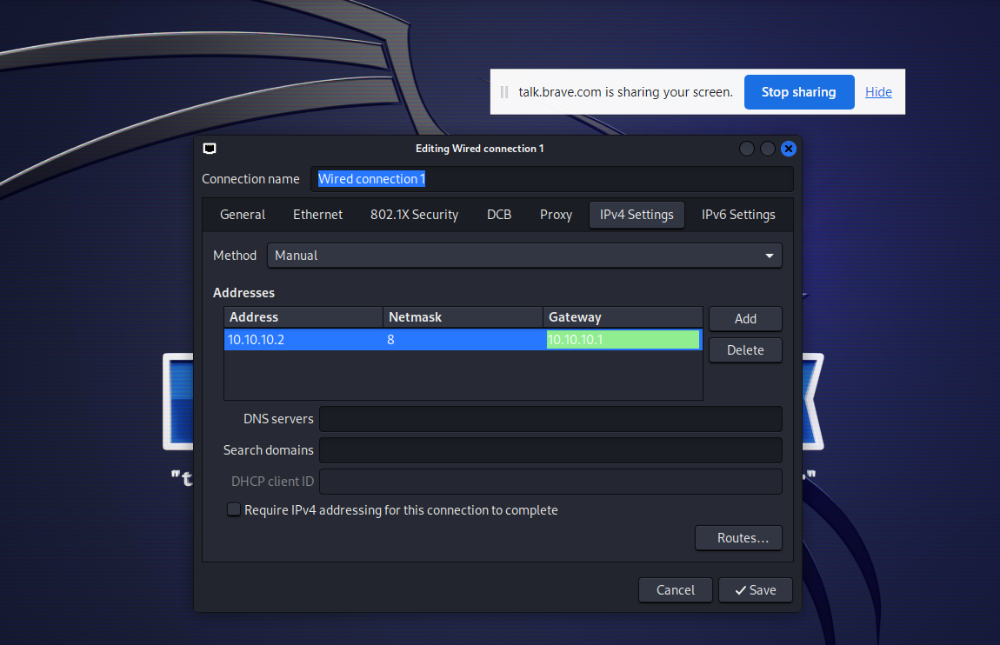 talk.brave.com is sharing your screen. Stop sharing Hide
Editing Wired connection 1
Connection name Wired connection 1
General Ethernet 802.1X Security DCB Proxy IPv4 Settings IPv6 Settings
Method Manual
Addresses
Address Netmask Gateway
10.10.10.2 8 10.10.10.1
Add
Delete
DNS servers
Search domains
DHCP client ID
Require IPv4 addressing for this connection to complete
Routes…
Cancel Save